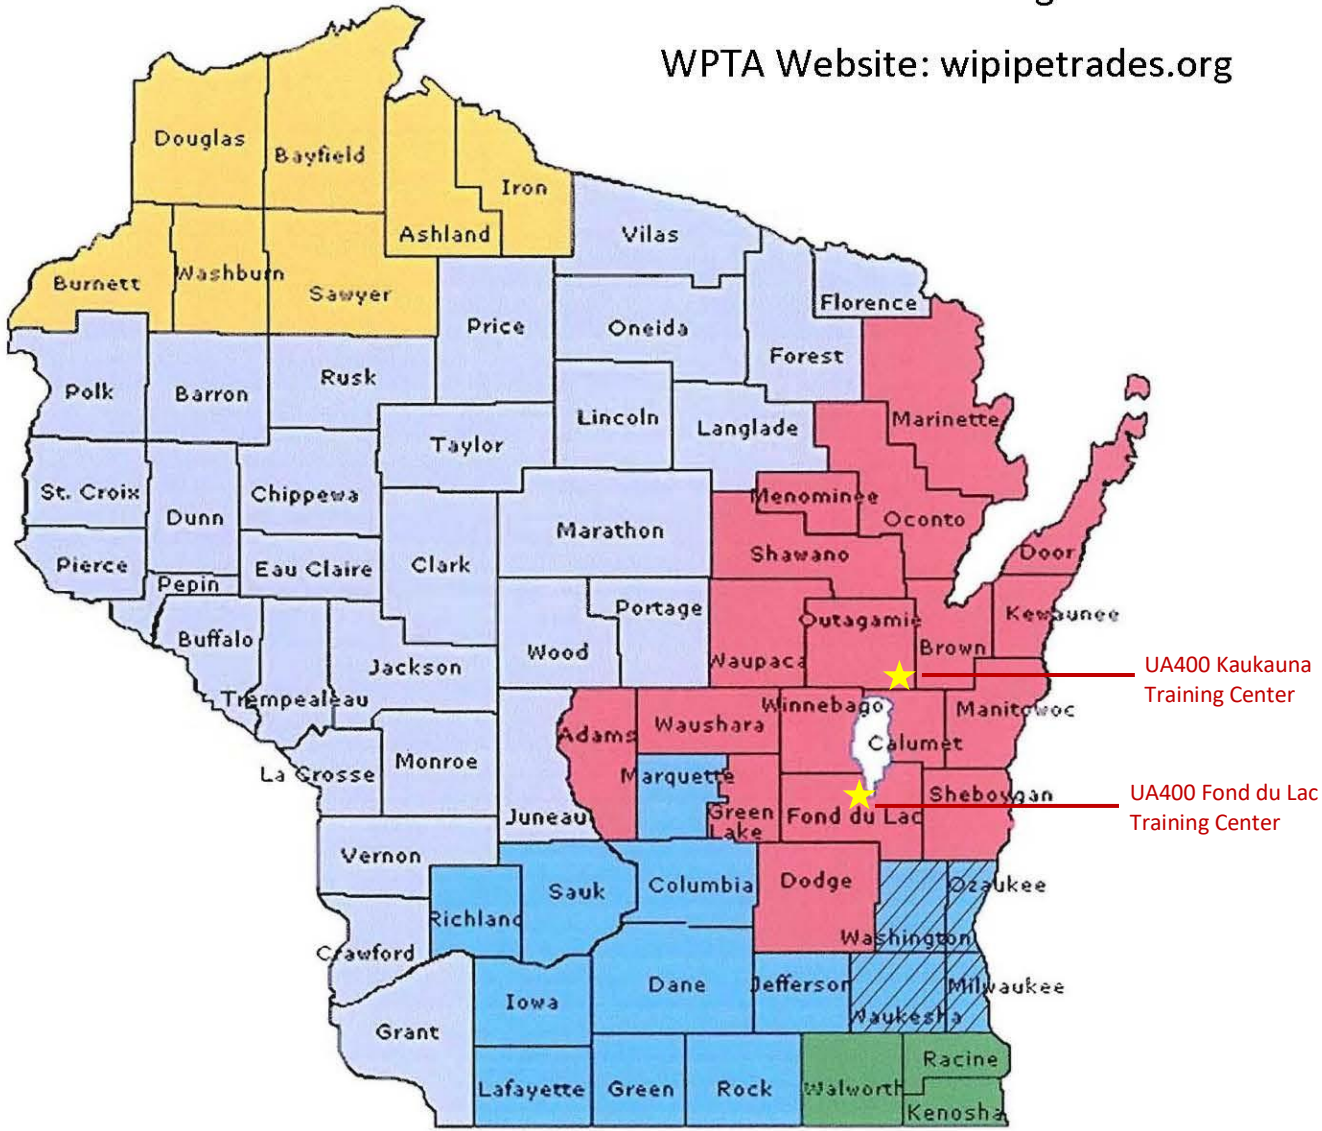 WPTA Website: wipipetrades.org
Douglas
Bayfield
Iron
Ashland
Vilas
Burnett
Washburn
Sawyer
Florence
Price
Oneida
Forest
Polk
Barron
Rusk
Lincoln
Langlade
Marinette
Taylor
St. Croix
Chippewa
Menominee
Dunn
Marathon
Oconto
Shawano
Door
Pierce
Eau Claire
Clark
Pepin
Portage
Kewaunee
Outagamie
Buffalo
Wood
Brown
Jackson
Waupaca
UA400 Kaukauna
Training Center
Trempealeau
Winnebago
Manitowoc
Waushara
Adams
Calumet
Monroe
La Crosse
Marquette
Sheboygan
UA400 Fond du Lac
Training Center
Juneau
Green
Lake
Fond du Lac
Vernon
Dodge
Sauk
Columbia
Ozaukee
Richland
Washington
Crawford
Dane
Jefferson
Milwaukee
Iowa
Waukesha
Grant
Racine
Lafayette
Green
Rock
Walworth
Kenosha